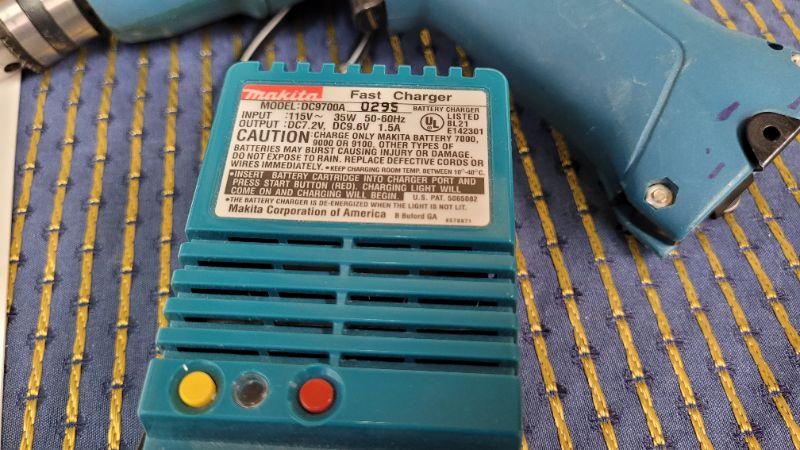 makita Fast Charger
MODEL:DC9700A 0295 BATTERY CHARGER
INPUT :115V~ 35W 50-60Hz
OUTPUT:DC7.2V, DC9.6V 1.5A
UL LISTED
BL21
E142301
CAUTION: CHARGE ONLY MAKITA BATTERY 7000,
9000 OR 9100, OTHER TYPES OF
BATTERIES MAY BURST CAUSING INJURY OR DAMAGE.
DO NOT EXPOSE TO RAIN. REPLACE DEFECTIVE CORDS OR
WIRES IMMEDIATELY. •KEEP CHARGING ROOM TEMP. BETWEEN 10°-40°C.
•INSERT BATTERY CARTRIDGE INTO CHARGER PORT AND
PRESS START BUTTON (RED). CHARGING LIGHT WILL
COME ON AND CHARGING WILL BEGIN. U.S. PAT. 5065082
•THE BATTERY CHARGER IS DE-ENERGIZED WHEN THE LIGHT IS NOT LIT.
Makita Corporation of America B Buford GA